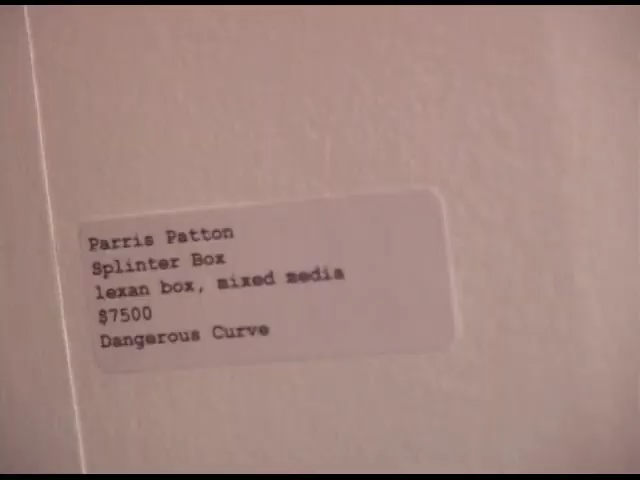 Parris Patton
Splinter Box
lexan box, mixed media
$7500
Dangerous Curve